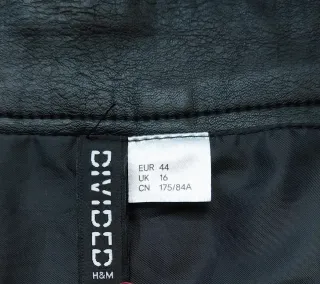 DIVIDED
H&M
EUR 44
UK 16
CN 175/84A